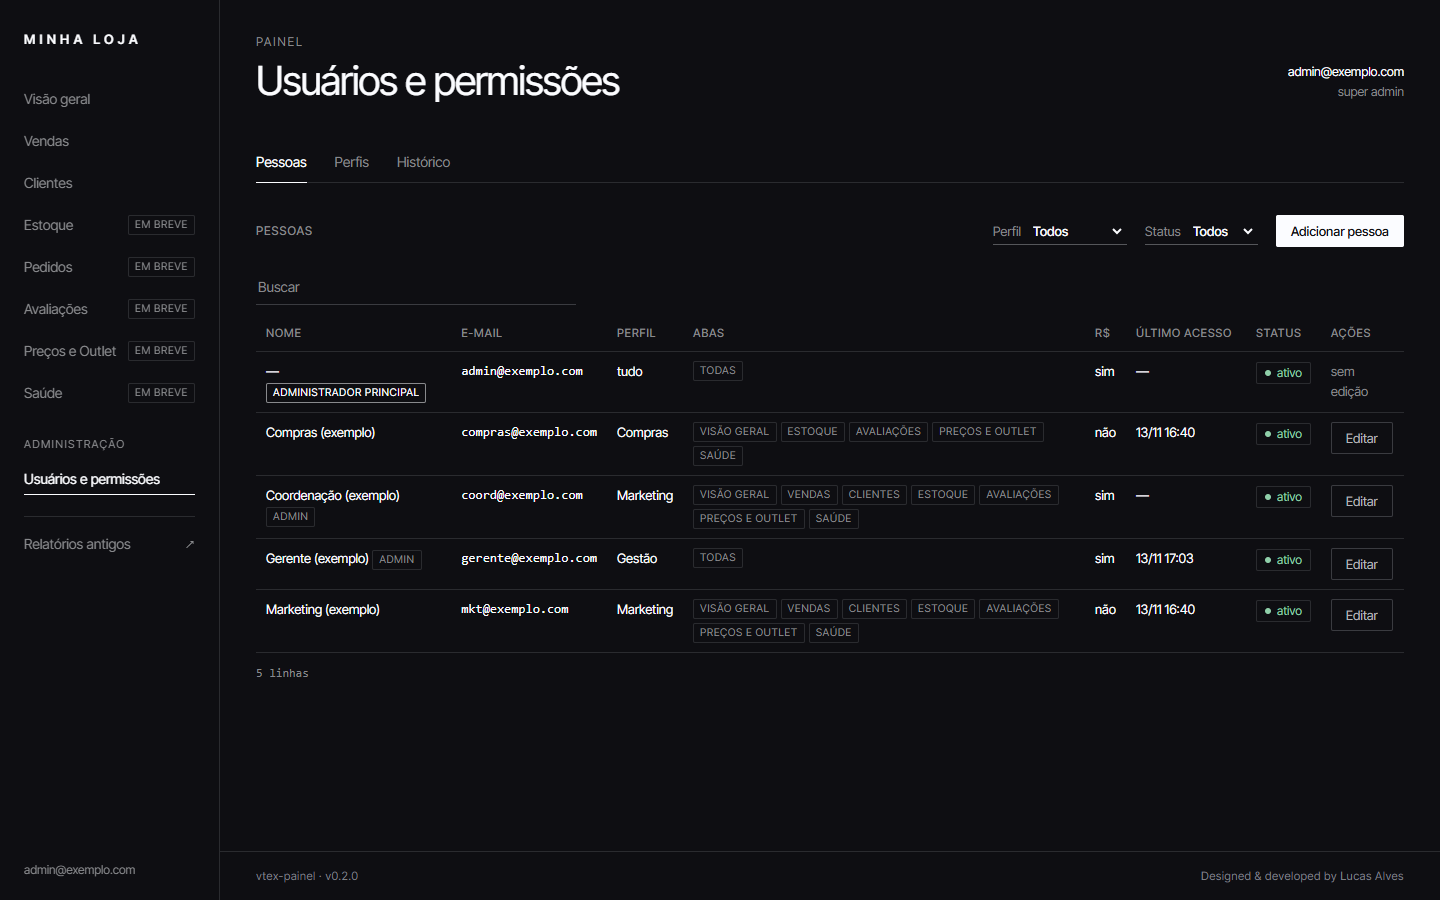 MINHA LOJA
Visão geral
Vendas
Clientes
Estoque EM BREVE
Pedidos EM BREVE
Avaliações EM BREVE
Preços e Outlet EM BREVE
Saúde EM BREVE
ADMINISTRAÇÃO
Usuários e permissões
Relatórios antigos ↗
admin@exemplo.com
PAINEL
Usuários e permissões
admin@exemplo.com
super admin
Pessoas Perfis Histórico
PESSOAS Perfil Todos Status Todos Adicionar pessoa
Buscar
NOME E-MAIL PERFIL ABAS R$ ÚLTIMO ACESSO STATUS AÇÕES
— admin@exemplo.com tudo TODAS sim — ativo sem
ADMINISTRADOR PRINCIPAL edição
Compras (exemplo) compras@exemplo.com Compras VISÃO GERAL ESTOQUE AVALIAÇÕES PREÇOS E OUTLET não 13/11 16:40 ativo Editar
SAÚDE
Coordenação (exemplo) coord@exemplo.com Marketing VISÃO GERAL VENDAS CLIENTES ESTOQUE AVALIAÇÕES sim — ativo Editar
ADMIN PREÇOS E OUTLET SAÚDE
Gerente (exemplo) ADMIN gerente@exemplo.com Gestão TODAS sim 13/11 17:03 ativo Editar
Marketing (exemplo) mkt@exemplo.com Marketing VISÃO GERAL VENDAS CLIENTES ESTOQUE AVALIAÇÕES não 13/11 16:40 ativo Editar
PREÇOS E OUTLET SAÚDE
5 linhas
vtex-painel · v0.2.0 Designed & developed by Lucas Alves